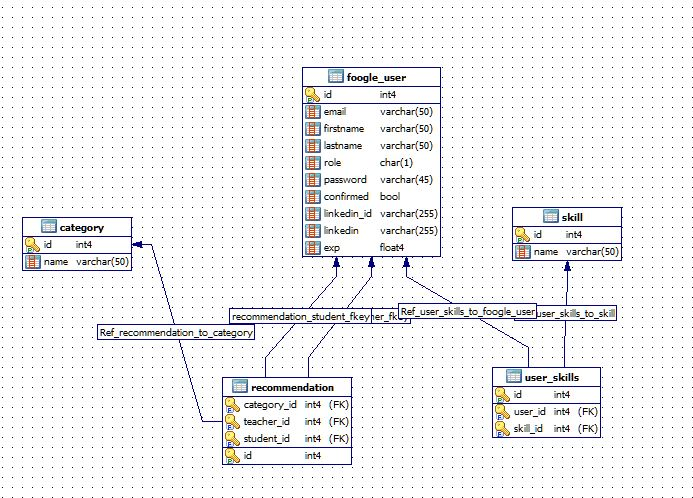 foogle_user
id int4
email varchar(50)
firstname varchar(50)
lastname varchar(50)
role char(1)
password varchar(45)
confirmed bool
linkedin_id varchar(255)
linkedin varchar(255)
exp float4
category
id int4
name varchar(50)
skill
id int4
name varchar(50)
recommendation_student_fkey
Ref_user_skills_to_foogle_user
user_skills_to_skill
Ref_recommendation_to_category
recommendation
category_id int4 (FK)
teacher_id int4 (FK)
student_id int4 (FK)
id int4
user_skills
id int4
user_id int4 (FK)
skill_id int4 (FK)